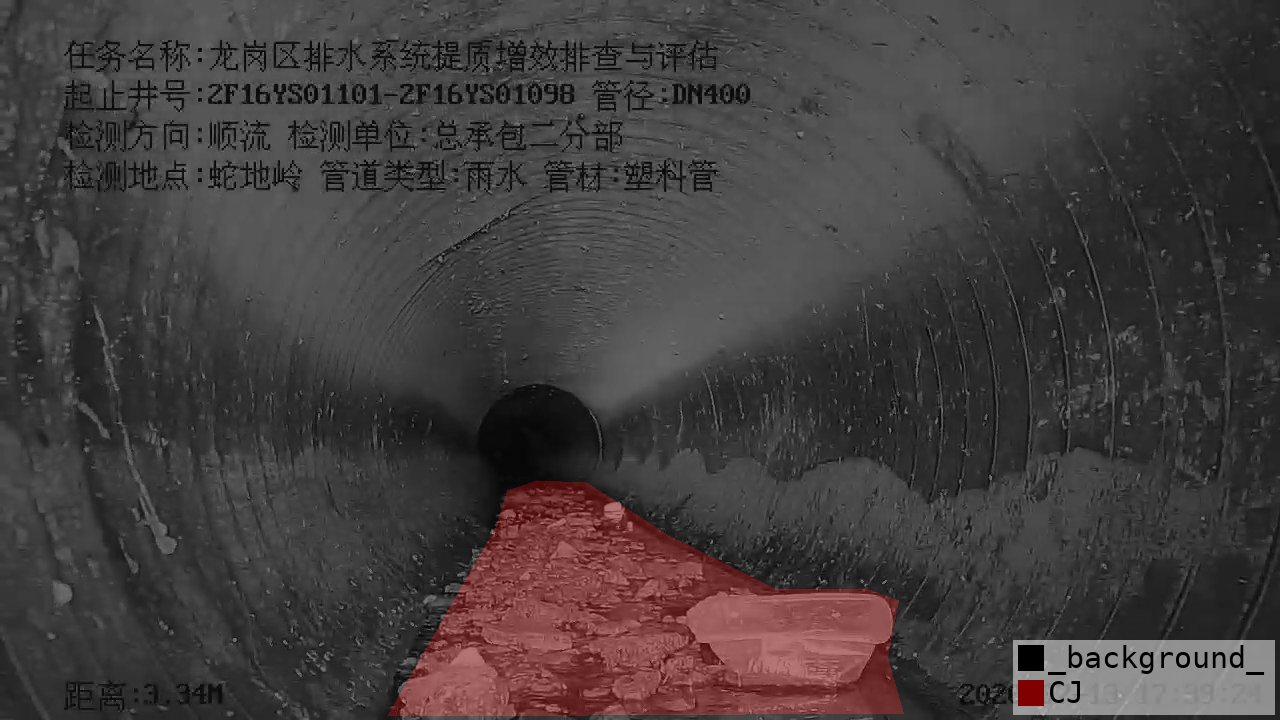 任务名称:龙岗区排水系统提质增效排查与评估
起止井号:ZF16YS01101-ZF16YS01098 管径:DN400
检测方向:顺流 检测单位:总承包二分部
检测地点:蛇地岭 管道类型:雨水 管材:塑料管
_background_
CJ
距离:3.34M